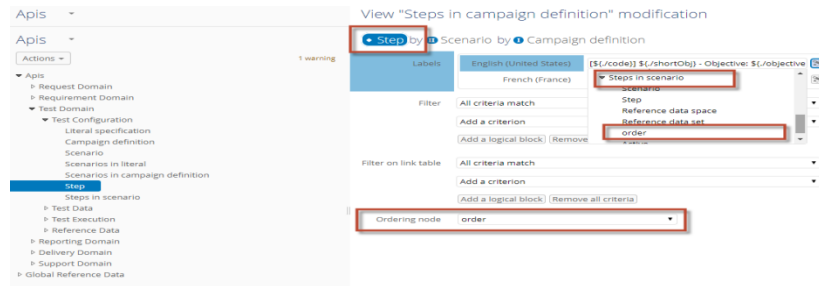 Apis
View "Steps in campaign definition" modification
Apis
Step by Scenario by Campaign definition
Actions
1 warning
Labels
English (United States)
[${./code}] ${./shortObj} - Objective: ${./objective
French (France)
Steps in scenario
Scenario
Step
Reference data space
Reference data set
order
Active
Filter
All criteria match
Add a criterion
Add a logical block
Remove
Filter on link table
All criteria match
Add a criterion
Add a logical block
Remove all criteria
Ordering node
order
Apis
Request Domain
Requirement Domain
Test Domain
Test Configuration
Literal specification
Campaign definition
Scenario
Scenarios in literal
Scenarios in campaign definition
Step
Steps in scenario
Test Data
Test Execution
Reference Data
Reporting Domain
Delivery Domain
Support Domain
Global Reference Data